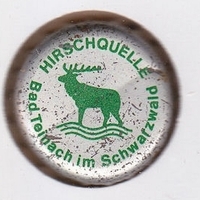 HIRSCHQUELLE
Bad Teinach im Schwarzwald